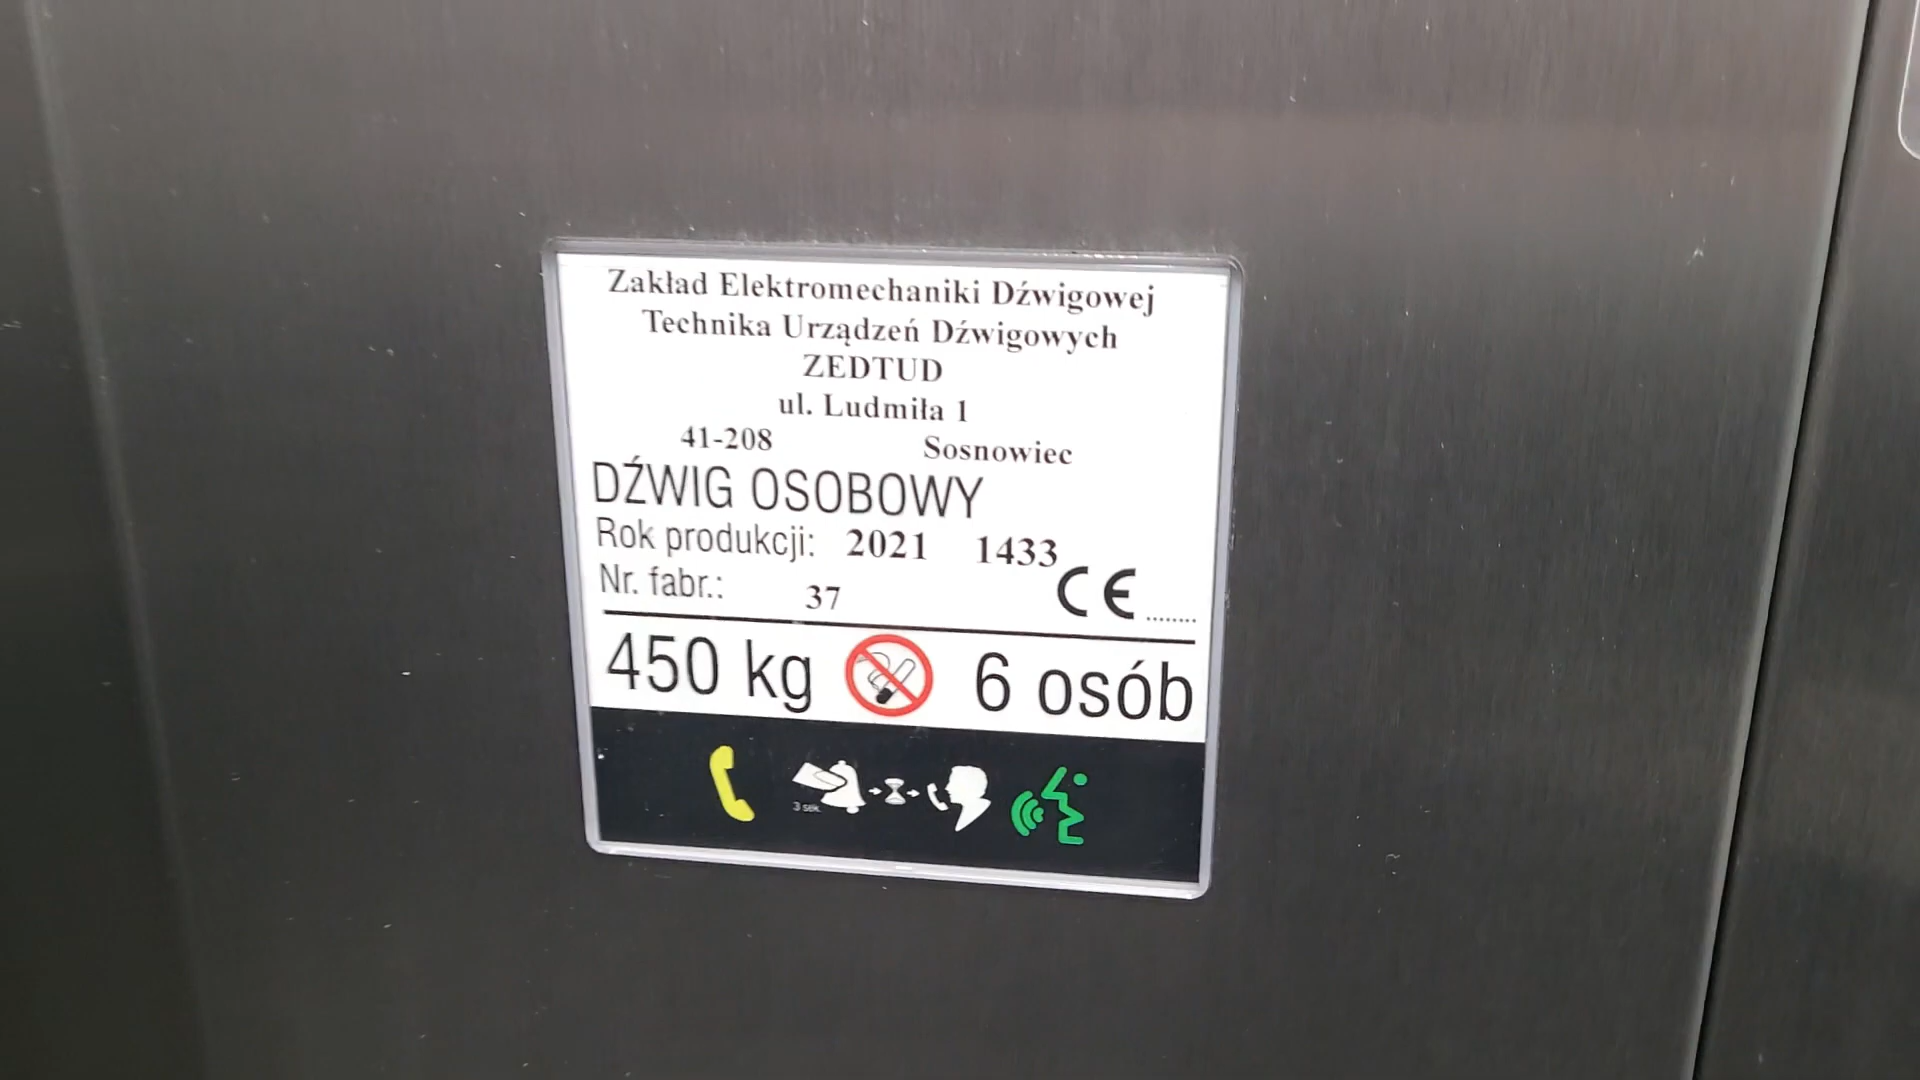 Zakład Elektromechaniki Dźwigowej
Technika Urządzeń Dźwigowych
ZEDTUD
ul. Ludmiła 1
41-208 Sosnowiec
DŹWIG OSOBOWY
Rok produkcji: 2021 1433
Nr. fabr.: 37 CE ........
450 kg 6 osób
3 sek.